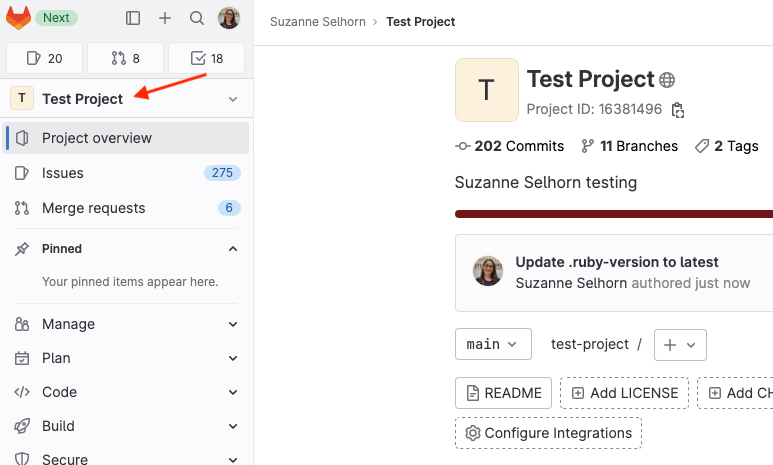 Next
20
8
18
T
Test Project
Project overview
Issues
275
Merge requests
6
Pinned
Your pinned items appear here.
Manage
Plan
Code
Build
Secure
Suzanne Selhorn > Test Project
T
Test Project
Project ID: 16381496
202 Commits
11 Branches
2 Tags
Suzanne Selhorn testing
Update .ruby-version to latest
Suzanne Selhorn authored just now
main
test-project /
README
Add LICENSE
Add CH
Configure Integrations